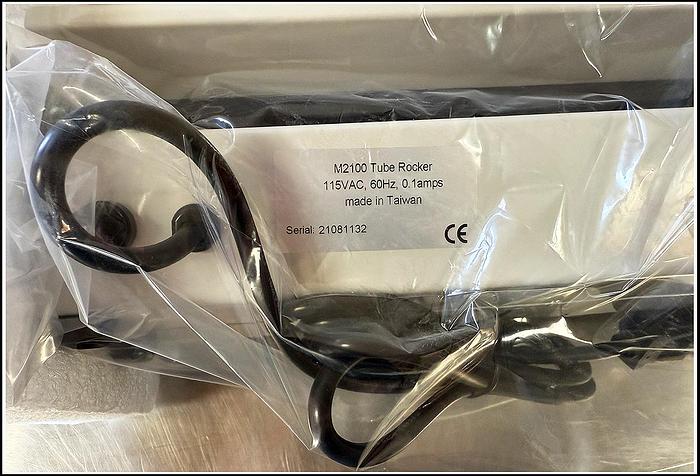 M2100 Tube Rocker
115VAC, 60Hz, 0.1amps
made in Taiwan
Serial: 21081132
CE